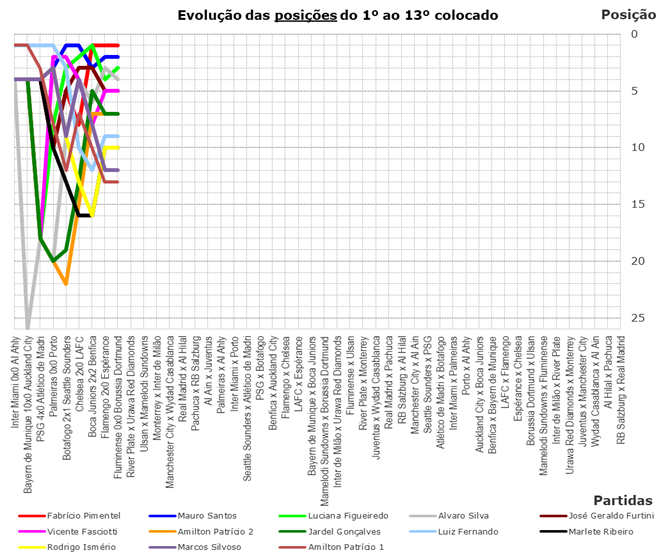 Evolução das posições do 1º ao 13º colocado
Posição
0
5
10
15
20
25
Inter Miami 0x0 Al Ahly
Bayern de Munique 10x0 Auckland City
PSG 4x0 Atlético de Madri
Palmeiras 0x0 Porto
Botafogo 2x1 Seattle Sounders
Chelsea 2x0 LAFC
Boca Juniors 2x2 Benfica
Flamengo 2x0 Espérance
Fluminense 0x0 Borussia Dortmund
River Plate x Urawa Red Diamonds
Ulsan x Mamelodi Sundowns
Monterrey x Inter de Milão
Manchester City x Wydad Casablanca
Real Madrid x Al Hilal
Pachuca x RB Salzburg
Al Ain x Juventus
Palmeiras x Al Ahly
Inter Miami x Porto
Seattle Sounders x Atlético de Madri
PSG x Botafogo
Benfica x Auckland City
Flamengo x Chelsea
LAFC x Espérance
Bayern de Munique x Boca Juniors
Mamelodi Sundowns x Borussia Dortmund
Inter de Milão x Urawa Red Diamonds
Fluminense x Ulsan
River Plate x Monterrey
Juventus x Wydad Casablanca
Real Madrid x Pachuca
RB Salzburg x Al Hilal
Manchester City x Al Ain
Seattle Sounders x PSG
Atlético de Madri x Botafogo
Inter Miami x Palmeiras
Porto x Al Ahly
Auckland City x Boca Juniors
Benfica x Bayern de Munique
LAFC x Flamengo
Espérance x Chelsea
Borussia Dortmund x Ulsan
Mamelodi Sundowns x Fluminense
Inter de Milão x River Plate
Urawa Red Diamonds x Monterrey
Juventus x Manchester City
Wydad Casablanca x Al Ain
Al Hilal x Pachuca
RB Salzburg x Real Madrid
Partidas
Fabrício Pimentel
Mauro Santos
Luciana Figueiredo
Alvaro Silva
José Geraldo Furtini
Vicente Fasciotti
Amilton Patrício 2
Jardel Gonçalves
Luiz Fernando
Marlete Ribeiro
Rodrigo Ismério
Marcos Silvoso
Amilton Patrício 1